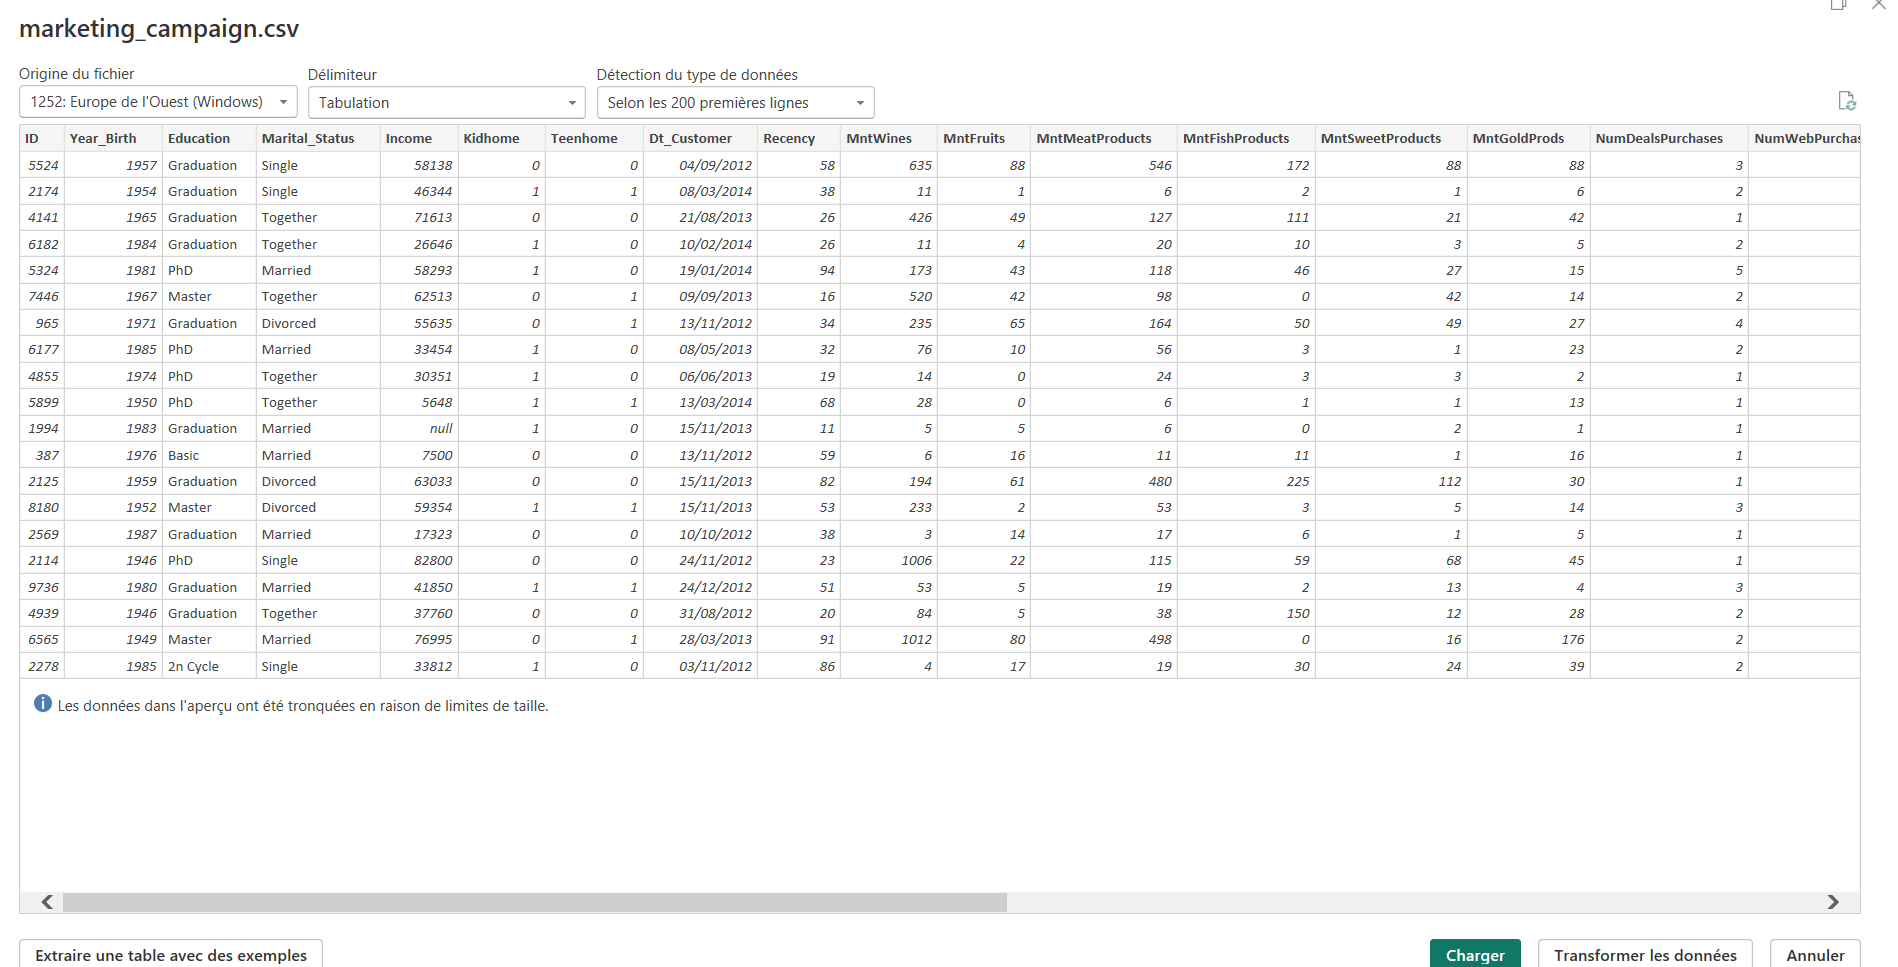 marketing_campaign.csv
Origine du fichier Délimiteur Détection du type de données
1252: Europe de l'Ouest (Windows) Tabulation Selon les 200 premières lignes
ID Year_Birth Education Marital_Status Income Kidhome Teenhome Dt_Customer Recency MntWines MntFruits MntMeatProducts MntFishProducts MntSweetProducts MntGoldProds NumDealsPurchases NumWebPurchas
5524 1957 Graduation Single 58138 0 0 04/09/2012 58 635 88 546 172 88 88 3
2174 1954 Graduation Single 46344 1 1 08/03/2014 38 11 1 6 2 1 6 2
4141 1965 Graduation Together 71613 0 0 21/08/2013 26 426 49 127 111 21 42 1
6182 1984 Graduation Together 26646 1 0 10/02/2014 26 11 4 20 10 3 5 2
5324 1981 PhD Married 58293 1 0 19/01/2014 94 173 43 118 46 27 15 5
7446 1967 Master Together 62513 0 1 09/09/2013 16 520 42 98 0 42 14 2
965 1971 Graduation Divorced 55635 0 1 13/11/2012 34 235 65 164 50 49 27 4
6177 1985 PhD Married 33454 1 0 08/05/2013 32 76 10 56 3 1 23 2
4855 1974 PhD Together 30351 1 0 06/06/2013 19 14 0 24 3 3 2 1
5899 1950 PhD Together 5648 1 1 13/03/2014 68 28 0 6 1 1 13 1
1994 1983 Graduation Married null 1 0 15/11/2013 11 5 5 6 0 2 1 1
387 1976 Basic Married 7500 0 0 13/11/2012 59 6 16 11 11 1 16 1
2125 1959 Graduation Divorced 63033 0 0 15/11/2013 82 194 61 480 225 112 30 1
8180 1952 Master Divorced 59354 1 1 15/11/2013 53 233 2 53 3 5 14 3
2569 1987 Graduation Married 17323 0 0 10/10/2012 38 3 14 17 6 1 5 1
2114 1946 PhD Single 82800 0 0 24/11/2012 23 1006 22 115 59 68 45 1
9736 1980 Graduation Married 41850 1 1 24/12/2012 51 53 5 19 2 13 4 3
4939 1946 Graduation Together 37760 0 0 31/08/2012 20 84 5 38 150 12 28 2
6565 1949 Master Married 76995 0 1 28/03/2013 91 1012 80 498 0 16 176 2
2278 1985 2n Cycle Single 33812 1 0 03/11/2012 86 4 17 19 30 24 39 2
Les données dans l'aperçu ont été tronquées en raison de limites de taille.
Extraire une table avec des exemples Charger Transformer les données Annuler